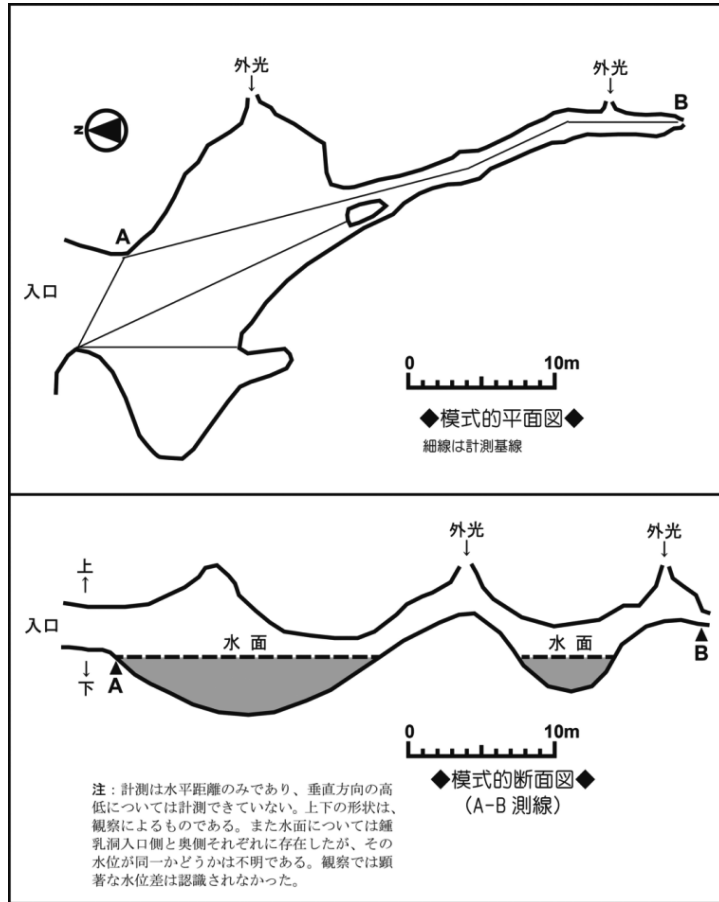 外光
↓
外光
↓
B
N
A
入口
0 10m
◆模式的平面図◆
細線は計測基線
外光
↓
外光
↓
上
↑
入口
水 面
水 面
↓
下
A
B
0 10m
◆模式的断面図◆
(A-B 測線)
注：計測は水平距離のみであり、垂直方向の高
低については計測できていない。上下の形状は、
観察によるものである。また水面については鍾
乳洞入口側と奥側それぞれに存在したが、その
水位が同一かどうかは不明である。観察では顕
著な水位差は認識されなかった。